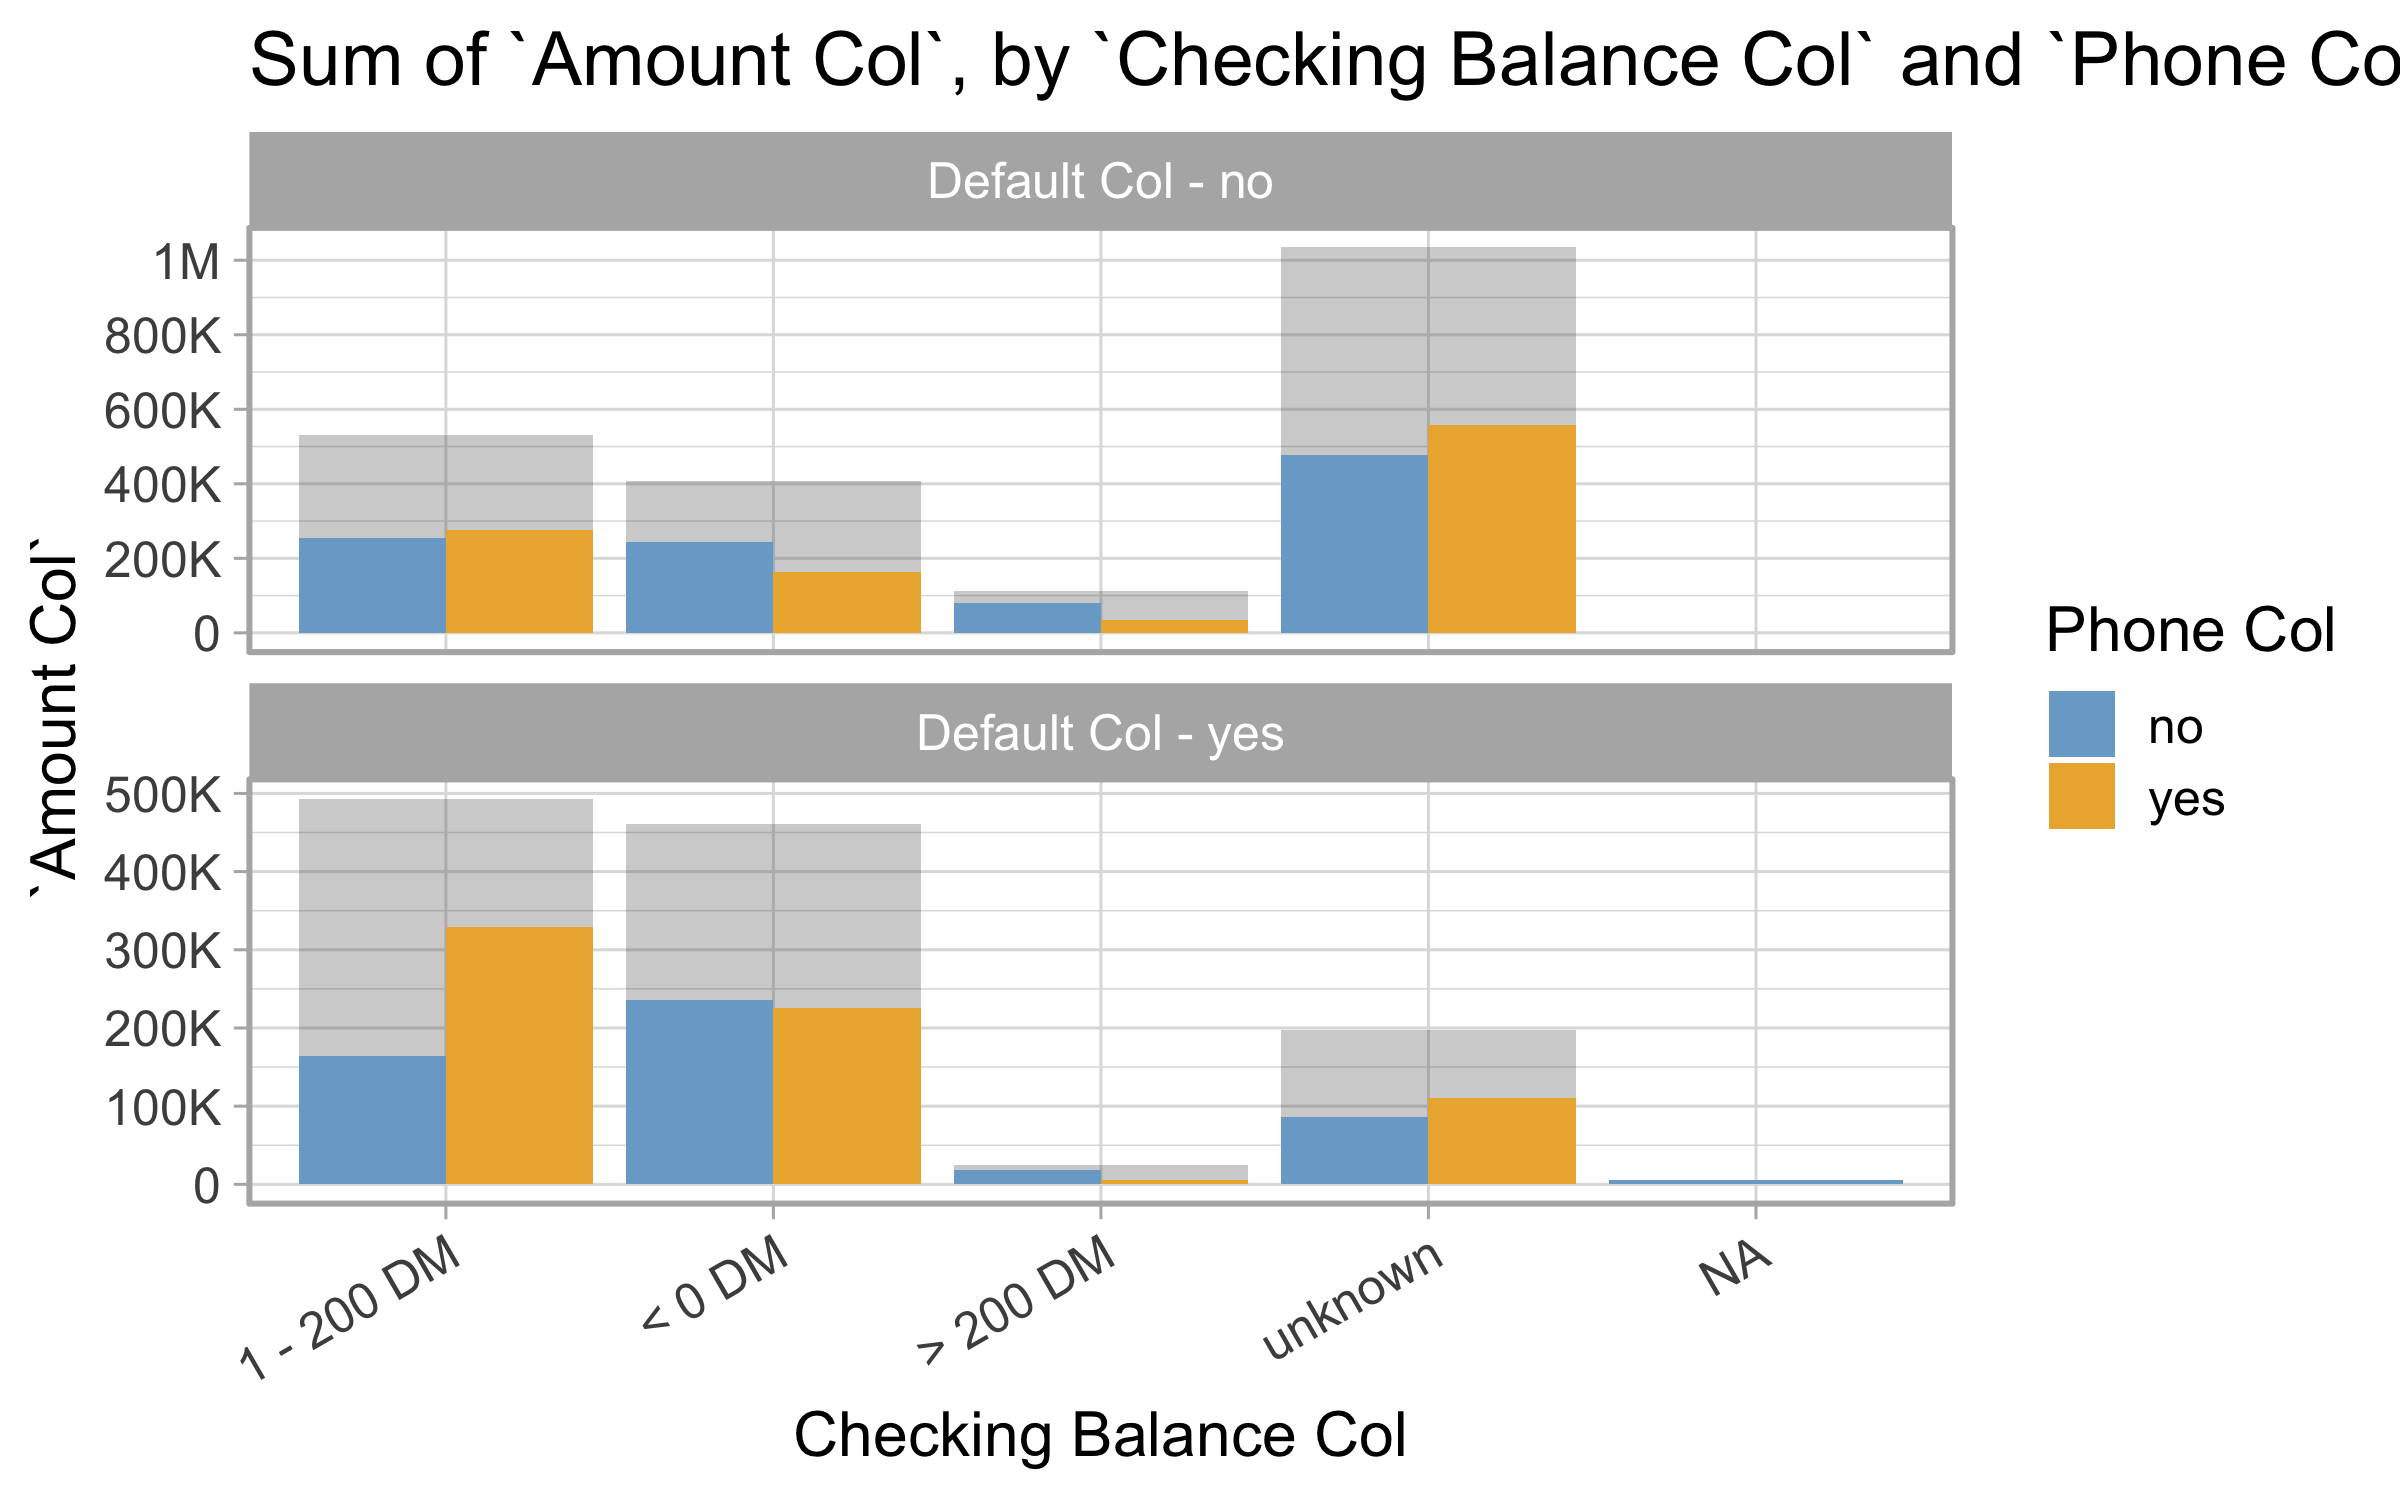 Sum of `Amount Col`, by `Checking Balance Col` and `Phone Co
Default Col - no
1M
800K
600K
400K
200K
0
Default Col - yes
500K
400K
300K
200K
100K
0
`Amount Col`
1 - 200 DM
< 0 DM
> 200 DM
unknown
NA
Checking Balance Col
Phone Col
no
yes